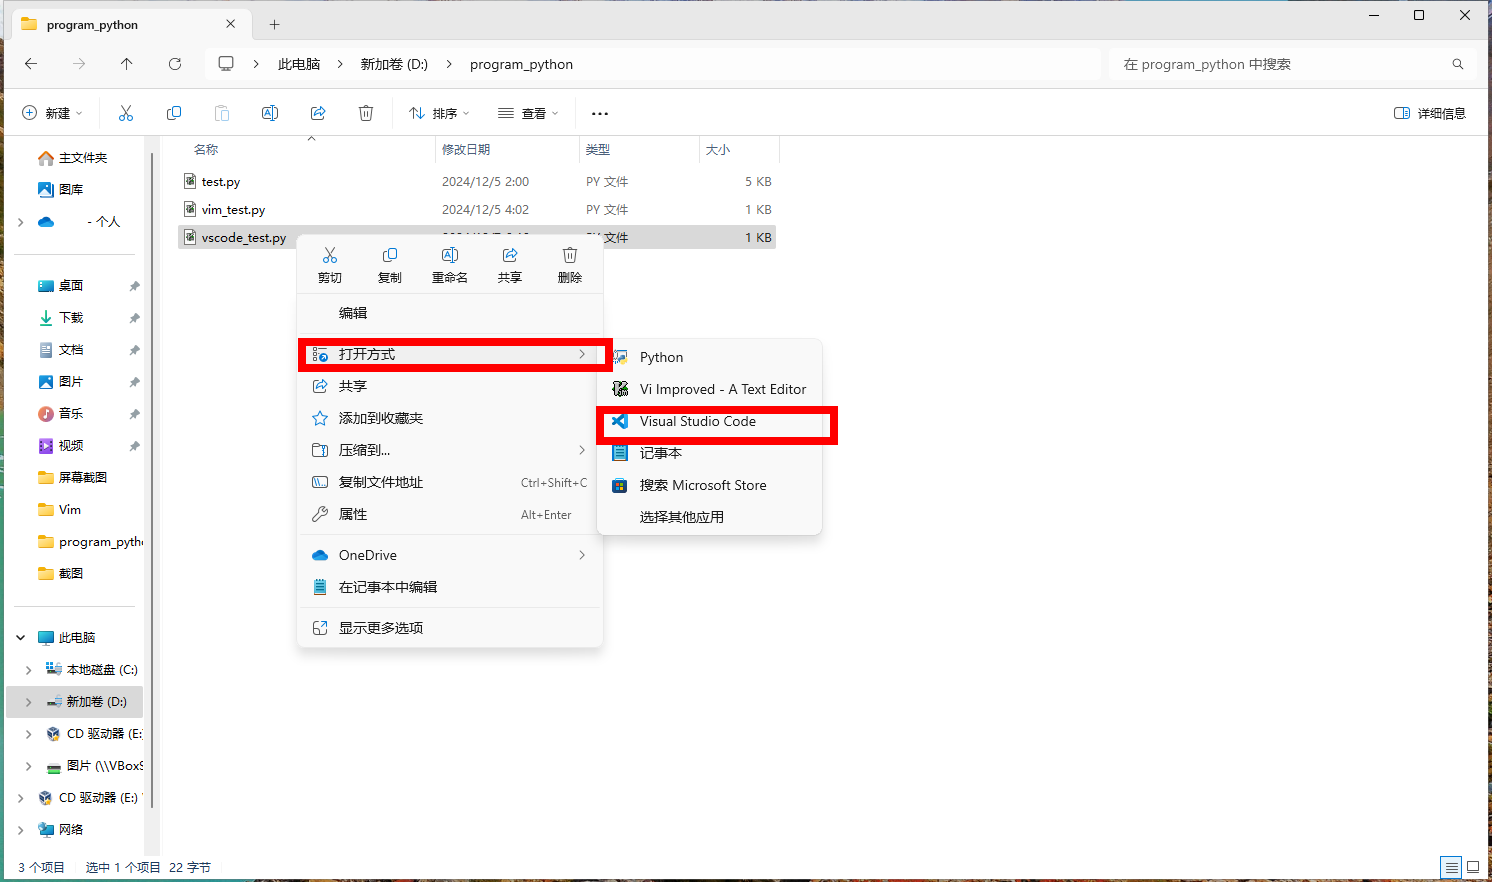 program_python
此电脑 新加卷 (D:) program_python
在 program_python 中搜索
新建 排序 查看 详细信息
名称 修改日期 类型 大小
test.py 2024/12/5 2:00 PY 文件 5 KB
vim_test.py 2024/12/5 4:02 PY 文件 1 KB
vscode_test.py 文件 1 KB
剪切 复制 重命名 共享 删除
编辑
打开方式
共享
添加到收藏夹
压缩到...
复制文件地址 Ctrl+Shift+C
属性 Alt+Enter
OneDrive
在记事本中编辑
显示更多选项
Python
Vi Improved - A Text Editor
Visual Studio Code
记事本
搜索 Microsoft Store
选择其他应用
主文件夹
图库
- 个人
桌面
下载
文档
图片
音乐
视频
屏幕截图
Vim
program_pytho
截图
此电脑
本地磁盘 (C:)
新加卷 (D:)
CD 驱动器 (E:
图片 (\\VBoxS
CD 驱动器 (E:)
网络
3 个项目 选中 1 个项目 22 字节